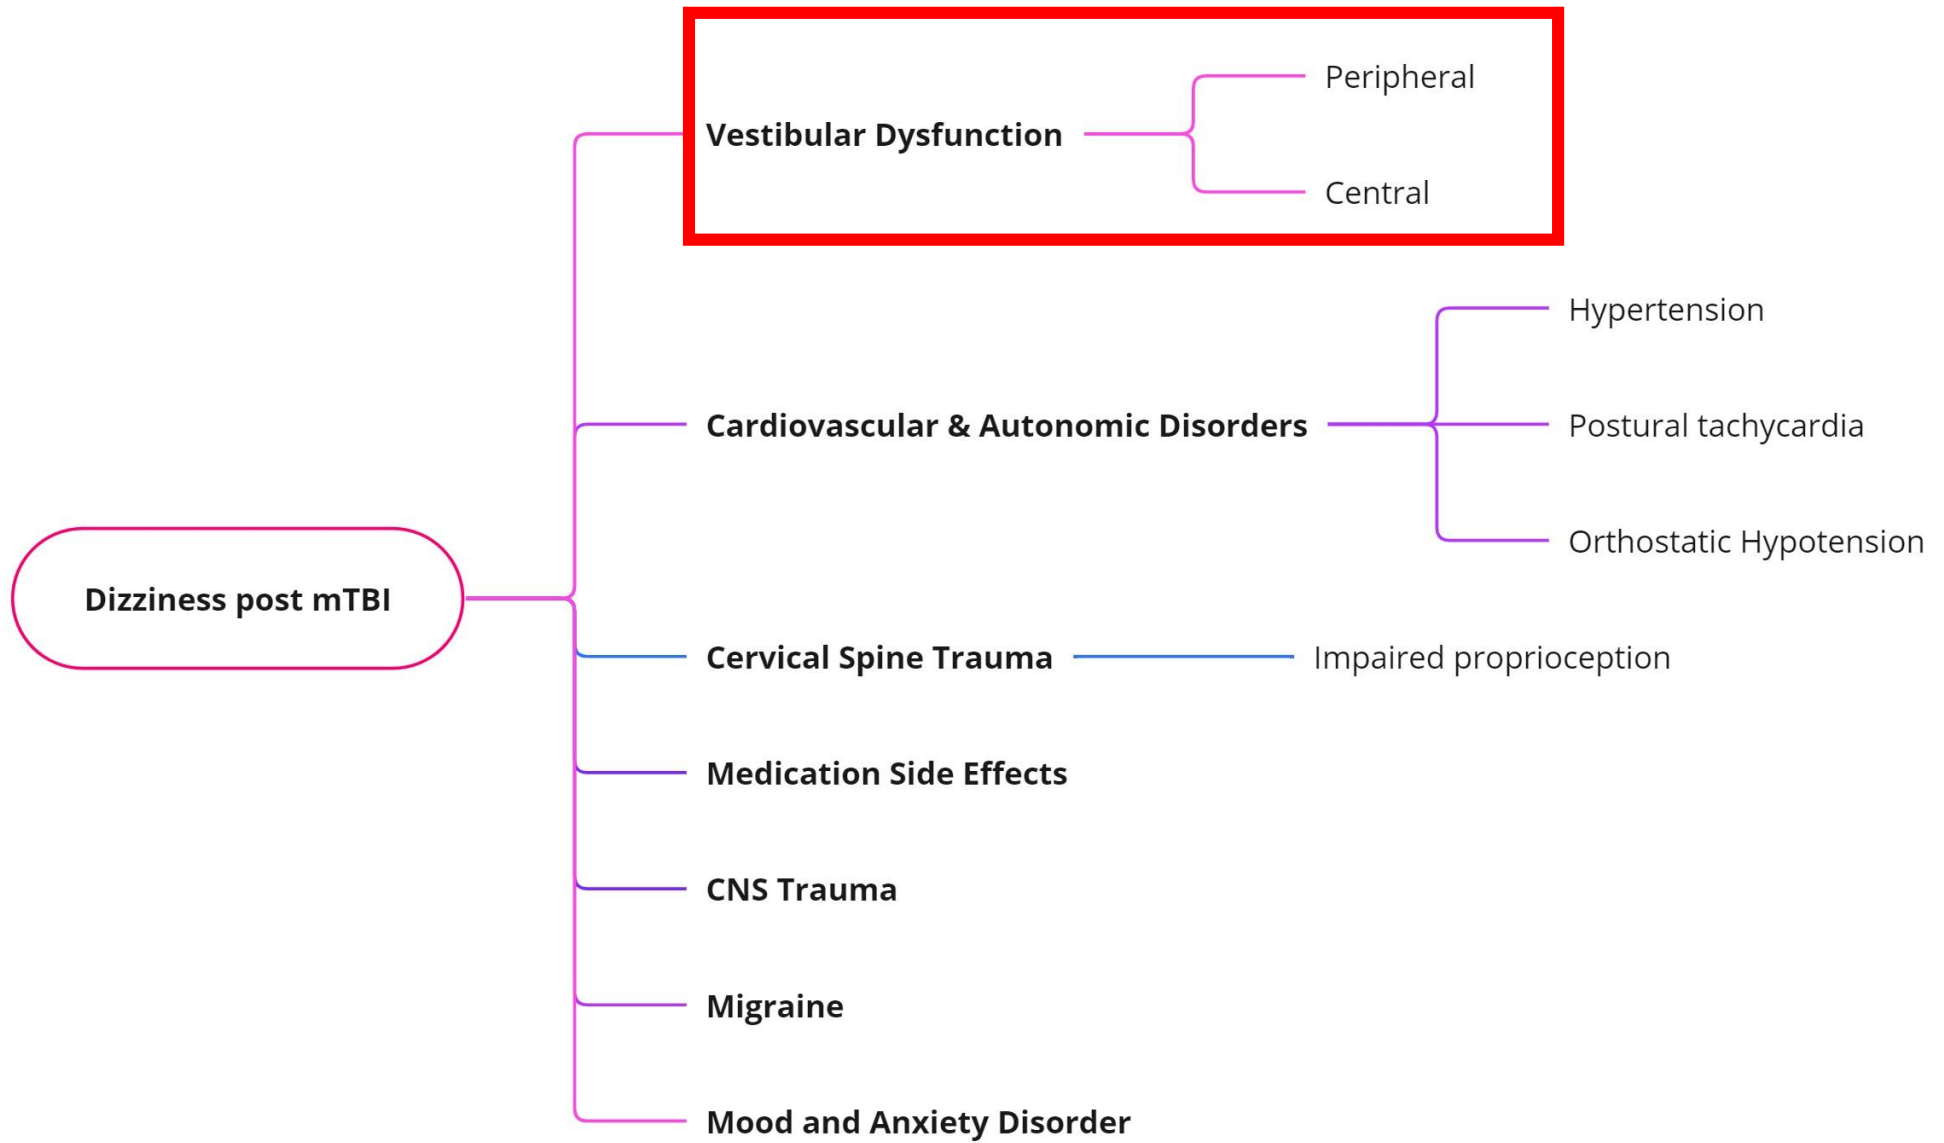 Peripheral
Vestibular Dysfunction
Central
Hypertension
Cardiovascular & Autonomic Disorders
Postural tachycardia
Orthostatic Hypotension
Dizziness post mTBI
Cervical Spine Trauma
Impaired proprioception
Medication Side Effects
CNS Trauma
Migraine
Mood and Anxiety Disorder